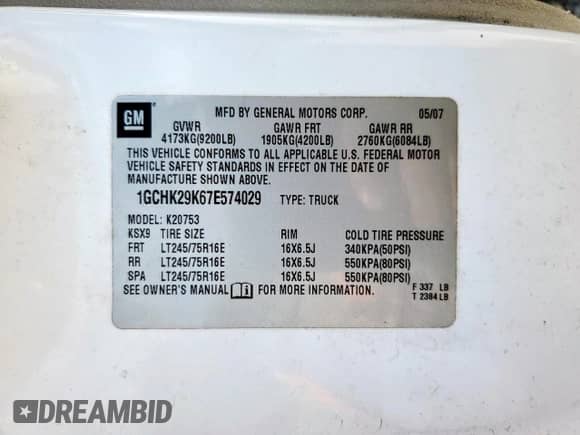 GM
MFD BY GENERAL MOTORS CORP. 05/07
GVWR GAWR FRT GAWR RR
4173KG(9200LB) 1905KG(4200LB) 2760KG(6084LB)
THIS VEHICLE CONFORMS TO ALL APPLICABLE U.S. FEDERAL MOTOR
VEHICLE SAFETY STANDARDS IN EFFECT ON THE DATE OF
MANUFACTURE SHOWN ABOVE.
1GCHK29K67E574029 TYPE: TRUCK
MODEL: K20753
KSX9 TIRE SIZE RIM COLD TIRE PRESSURE
FRT LT245/75R16E 16X6.5J 340KPA(50PSI)
RR LT245/75R16E 16X6.5J 550KPA(80PSI)
SPA LT245/75R16E 16X6.5J 550KPA(80PSI)
SEE OWNER'S MANUAL FOR MORE INFORMATION.
F 337 LB
T 2384 LB
DREAMBID